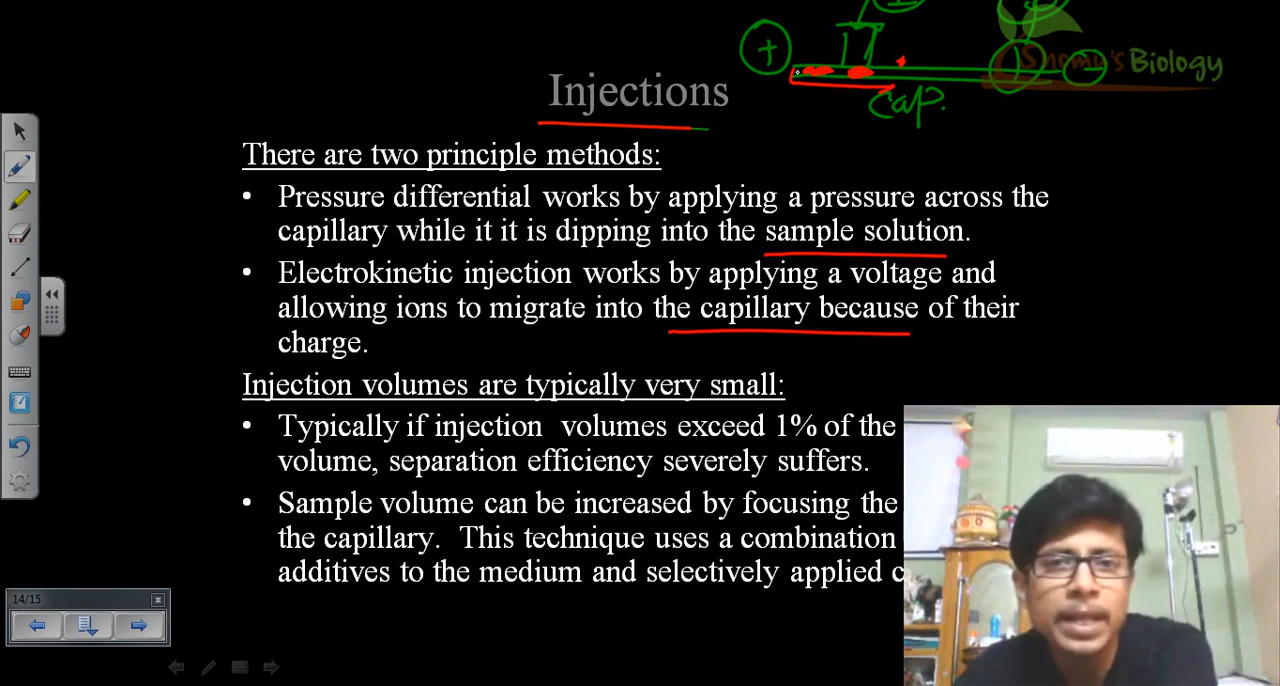 Shomu's Biology
+
-
cap.
Injections
There are two principle methods:
• Pressure differential works by applying a pressure across the
capillary while it it is dipping into the sample solution.
• Electrokinetic injection works by applying a voltage and
allowing ions to migrate into the capillary because of their
charge.
Injection volumes are typically very small:
• Typically if injection volumes exceed 1% of the
volume, separation efficiency severely suffers.
• Sample volume can be increased by focusing the
the capillary. This technique uses a combination
additives to the medium and selectively applied c
14/15